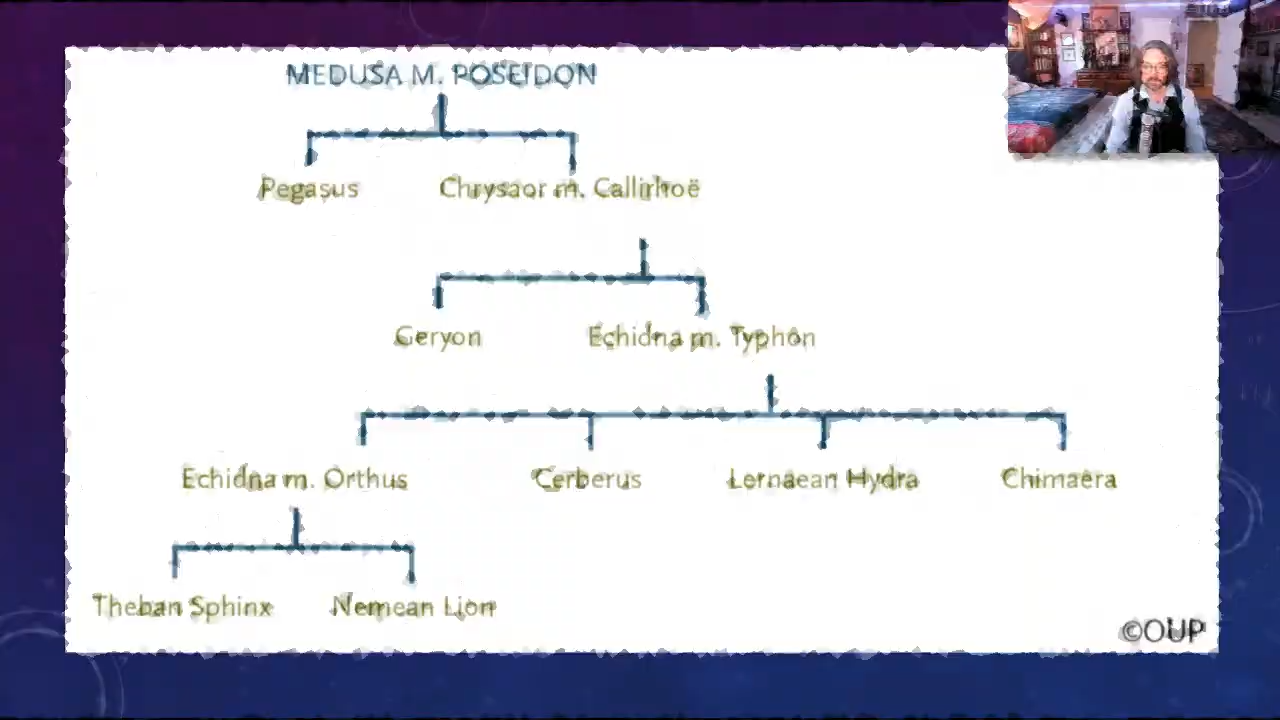 MEDUSA M. POSEIDON
Pegasus Chrysaor m. Callirhoë
Geryon Echidna m. Typhon
Echidna m. Orthus Cerberus Lernaean Hydra Chimaera
Theban Sphinx Nemean Lion
©OUP